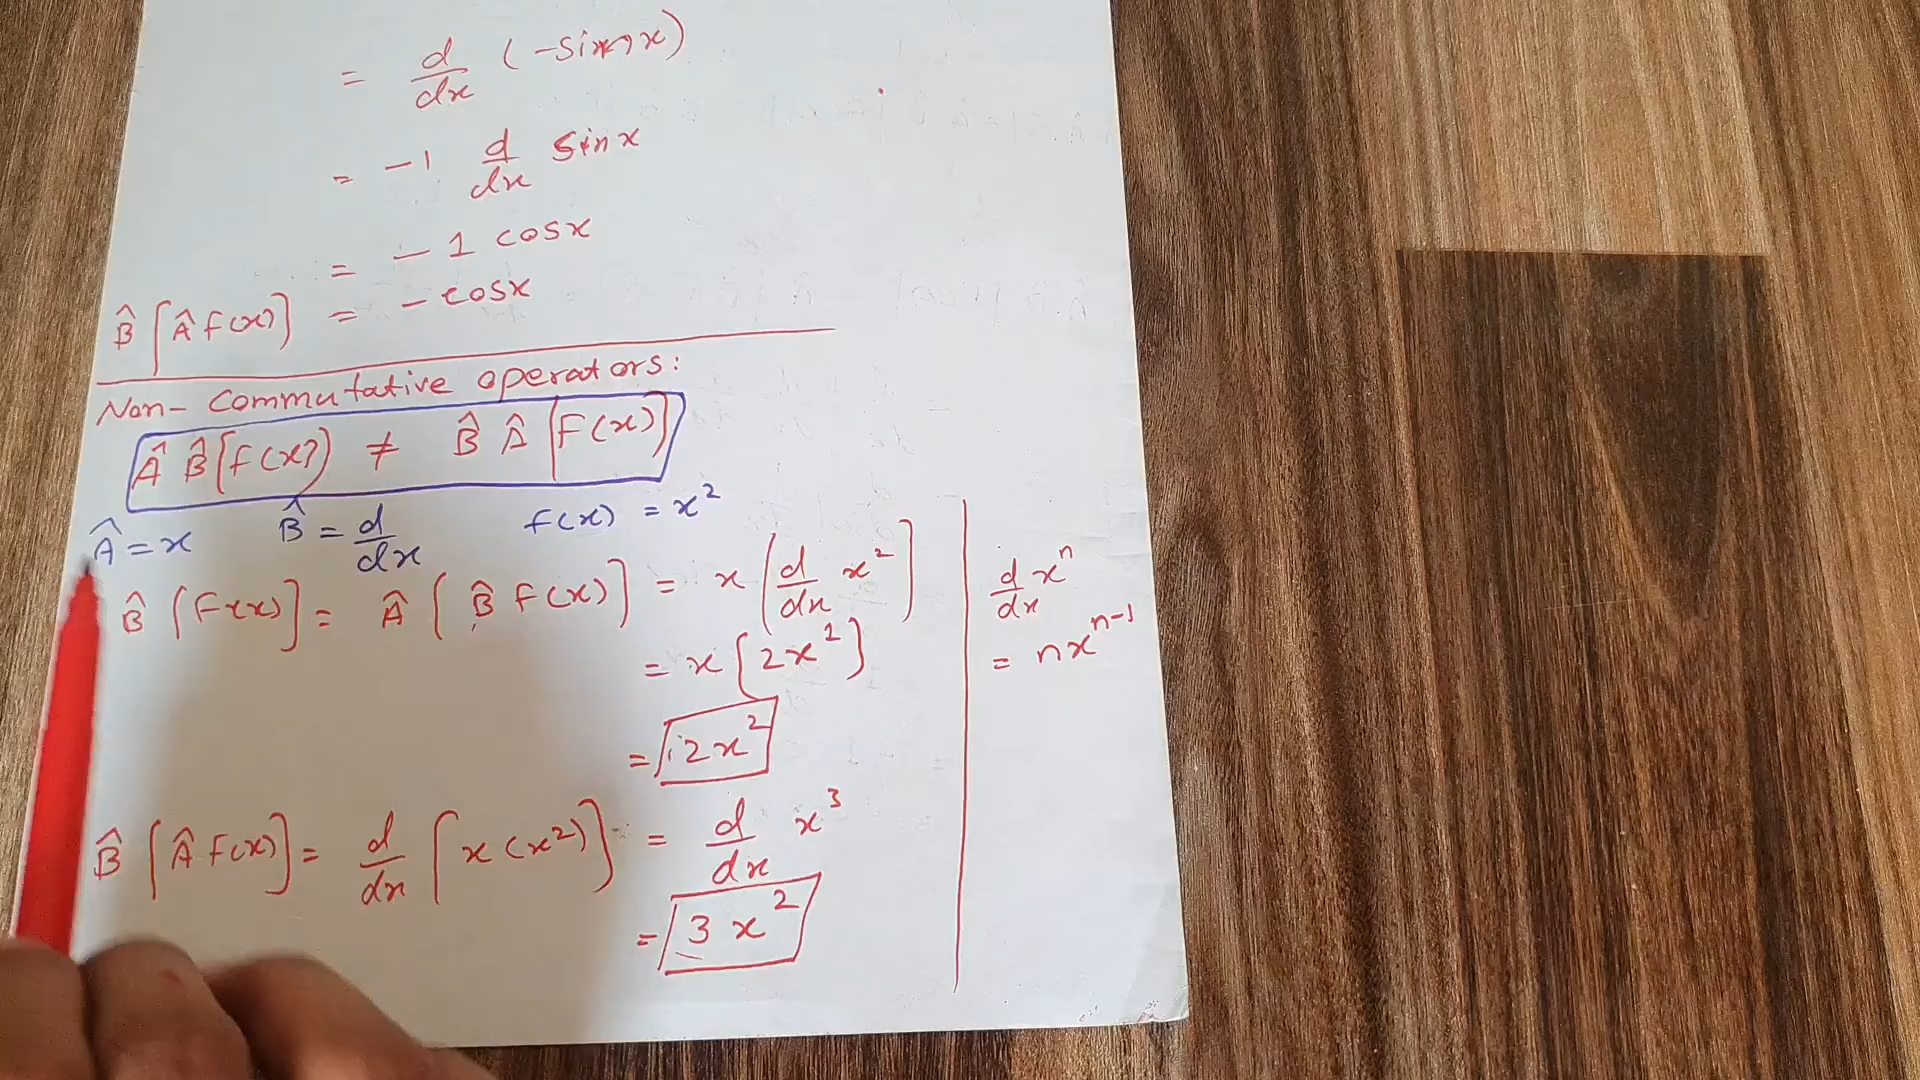 = d/dx (-sin x)
= -1 d/dx sinx
= -1 cosx
B̂ [Â f(x)] = -cosx
Non-Commutative operators:
Â B̂ [f(x)] ≠ B̂ Â [F(x)]
Â = x B̂ = d/dx f(x) = x²
B̂ [F(x)] = Â [B̂ f(x)] = x [d/dx x²]
= x [2x¹]
= 2x²
B̂ [Â f(x)] = d/dx [x (x²)] = d/dx x³
= 3x²
d/dx xⁿ
= nxⁿ⁻¹